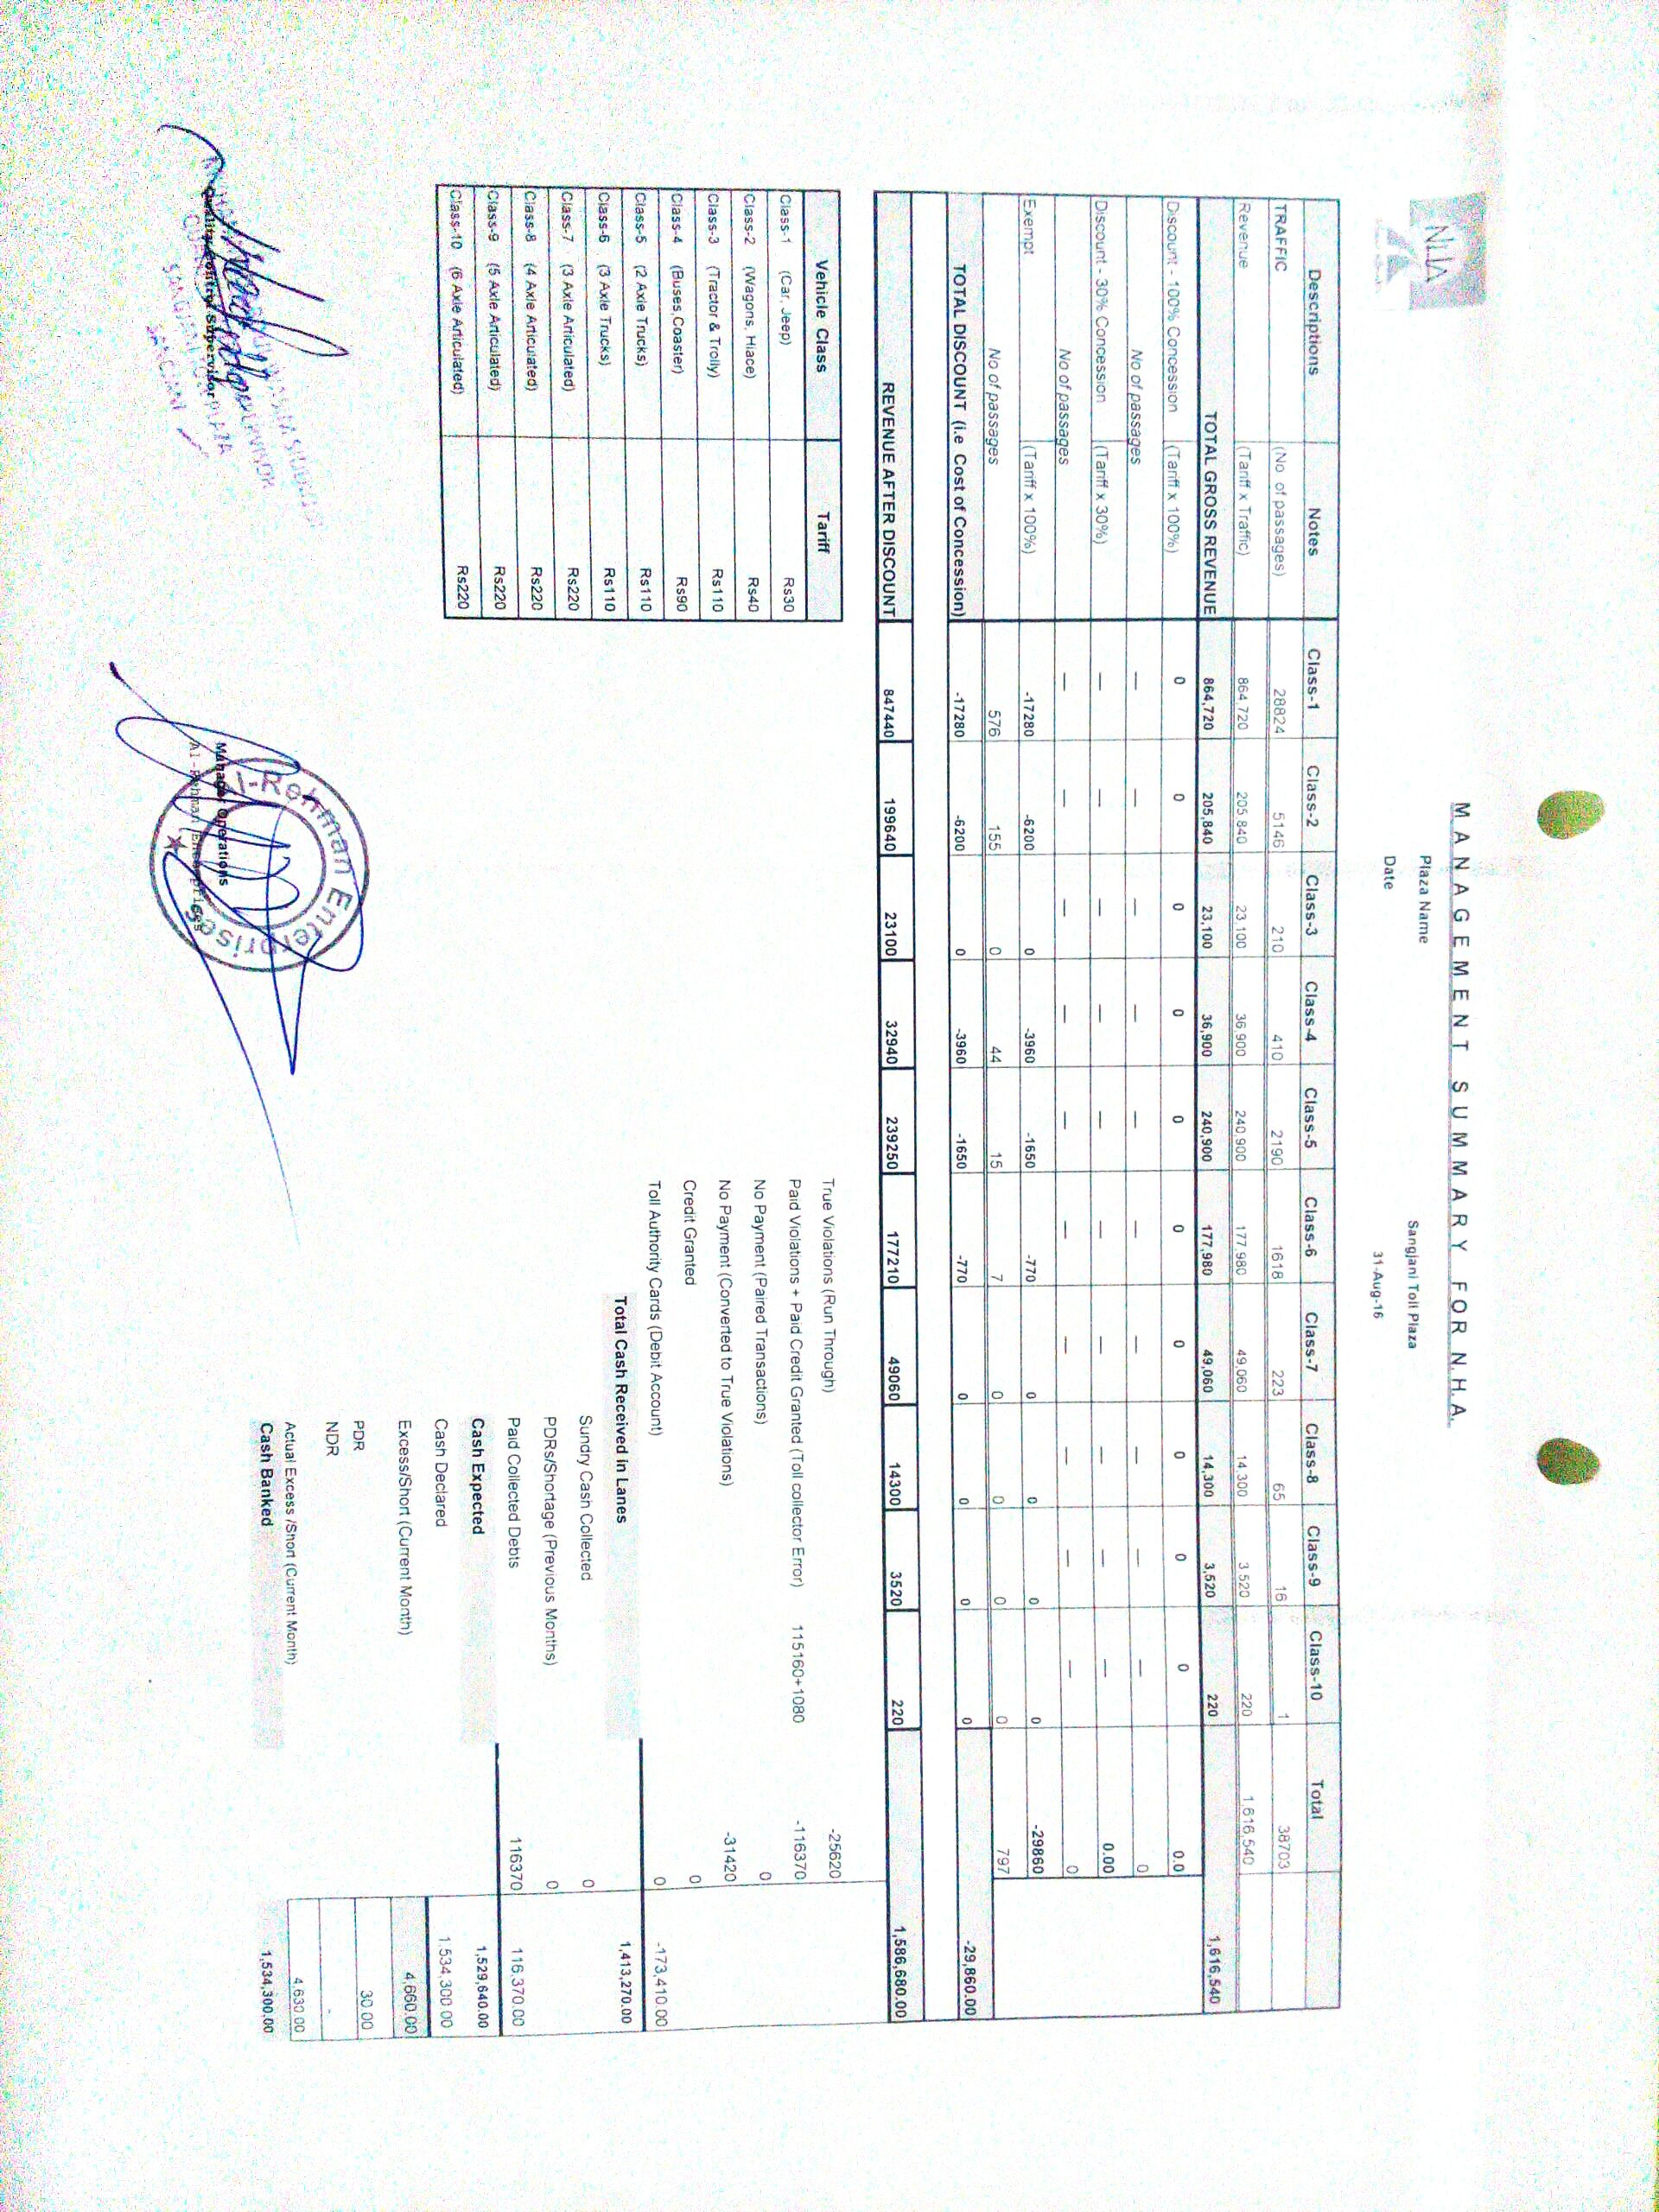 NHA
MANAGEMENT SUMMARY FOR N.H.A.
Plaza Name Sangjani Toll Plaza
Date 31-Aug-16
Descriptions Notes Class-1 Class-2 Class-3 Class-4 Class-5 Class-6 Class-7 Class-8 Class-9 Class-10 Total
TRAFFIC (No of passages) 28824 5146 210 410 2190 1618 223 65 16 1 38703
Revenue (Tariff x Traffic) 864,720 205,840 23,100 36,900 240,900 177,980 49,060 14,300 3,520 220 1,616,540
TOTAL GROSS REVENUE 864,720 205,840 23,100 36,900 240,900 177,980 49,060 14,300 3,520 220 1,616,540
Discount - 100% Concession (Tariff x 100%) 0 0 0 0 0 0 0 0 0 0 0.0
No of passages — — — — — — — — — — 0
Discount - 30% Concession (Tariff x 30%) — — — — — — — — — — 0.00
No of passages — — — — — — — — — — 0
Exempt (Tariff x 100%) -17280 -6200 0 -3960 -1650 -770 0 0 0 0 -29860
No of passages 576 155 0 44 15 7 0 0 0 0 797
TOTAL DISCOUNT (i.e Cost of Concession) -17280 -6200 0 -3960 -1650 -770 0 0 0 0 -29,860.00
REVENUE AFTER DISCOUNT 847440 199640 23100 32940 239250 177210 49060 14300 3520 220 1,586,680.00
Vehicle Class Tariff
Class-1 (Car, Jeep) Rs30
Class-2 (Wagons, Hiace) Rs40
Class-3 (Tractor & Trolly) Rs110
Class-4 (Buses,Coaster) Rs90
Class-5 (2 Axle Trucks) Rs110
Class-6 (3 Axle Trucks) Rs110
Class-7 (3 Axle Articulated) Rs220
Class-8 (4 Axle Articulated) Rs220
Class-9 (5 Axle Articulated) Rs220
Class-10 (6 Axle Articulated) Rs220
True Violations (Run Through) -25620
Paid Violations + Paid Credit Granted (Toll collector Error) 115160+1080 -116370
No Payment (Paired Transactions) 0
No Payment (Converted to True Violations) -31420
Credit Granted 0
Toll Authority Cards (Debit Account) 0 -173,410.00
Total Cash Received in Lanes 1,413,270.00
Sundry Cash Collected 0
PDRs/Shortage (Previous Months) 0
Paid Collected Debts 116370 116,370.00
Cash Expected 1,529,640.00
Cash Declared 1,534,300.00
Excess/Short (Current Month) 4,660.00
PDR 30.00
NDR -
Actual Excess /Short (Current Month) 4,630.00
Cash Banked 1,534,300.00
Quality Control Supervisor
SANGJANI TOLL PLAZA
SANGJANI
Al-Rehman Enterprises
Manager Operations
Al-Rehman Enterprises